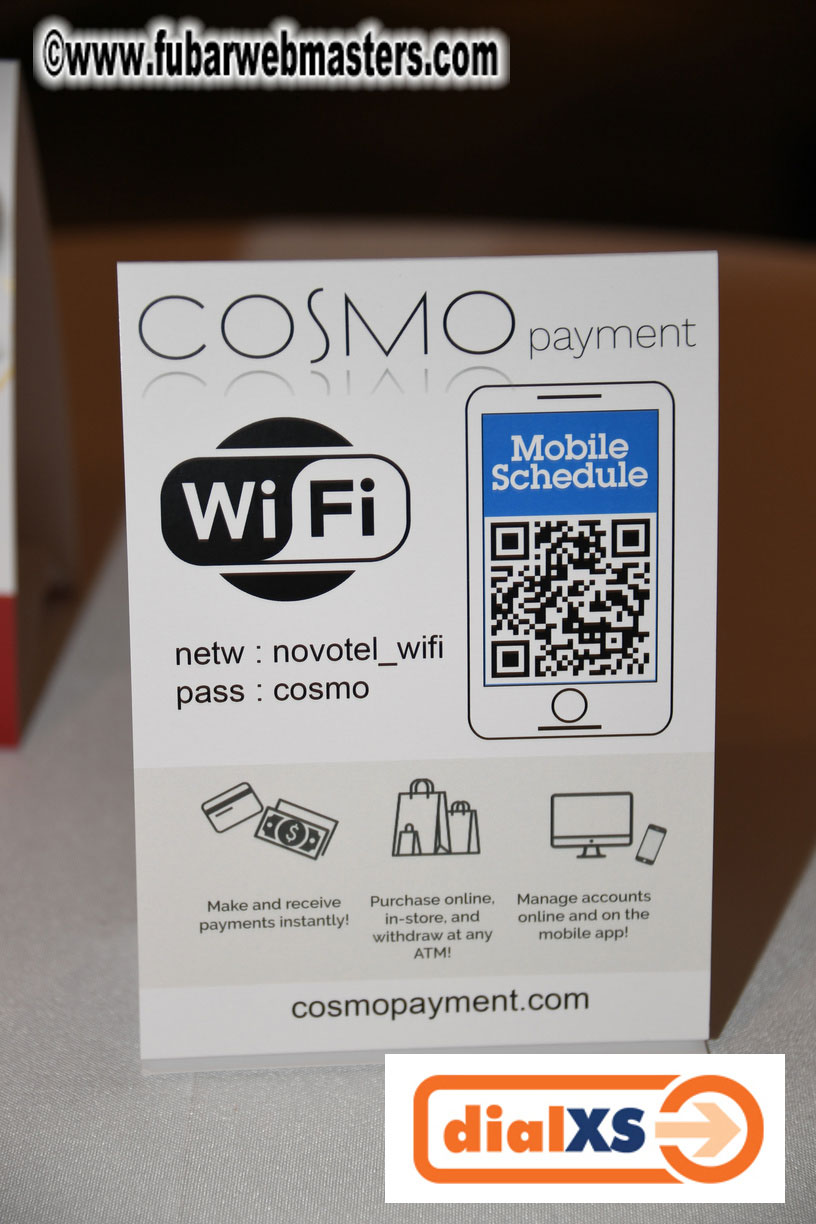 ©www.fubarwebmasters.com
COSMO payment
WiFi
Mobile
Schedule
netw : novotel_wifi
pass : cosmo
Make and receive
payments instantly!
Purchase online,
in-store, and
withdraw at any
ATM!
Manage accounts
online and on the
mobile app!
cosmopayment.com
dialXS